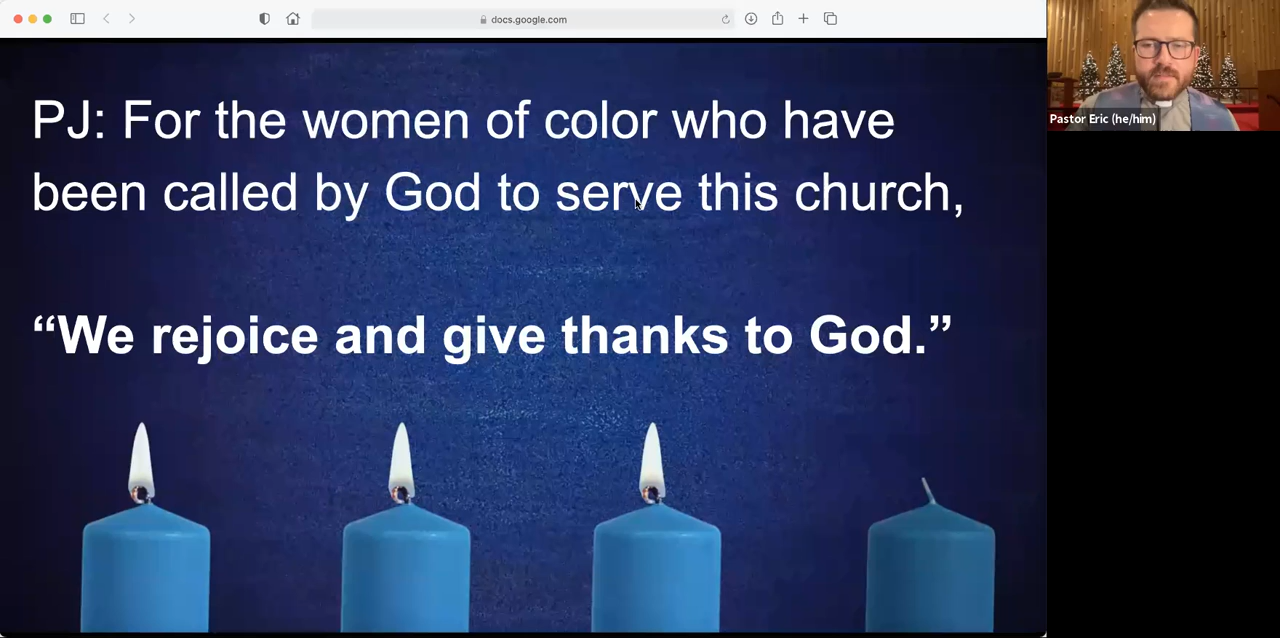 docs.google.com
PJ: For the women of color who have
been called by God to serve this church,
“We rejoice and give thanks to God.”
Pastor Eric (he/him)